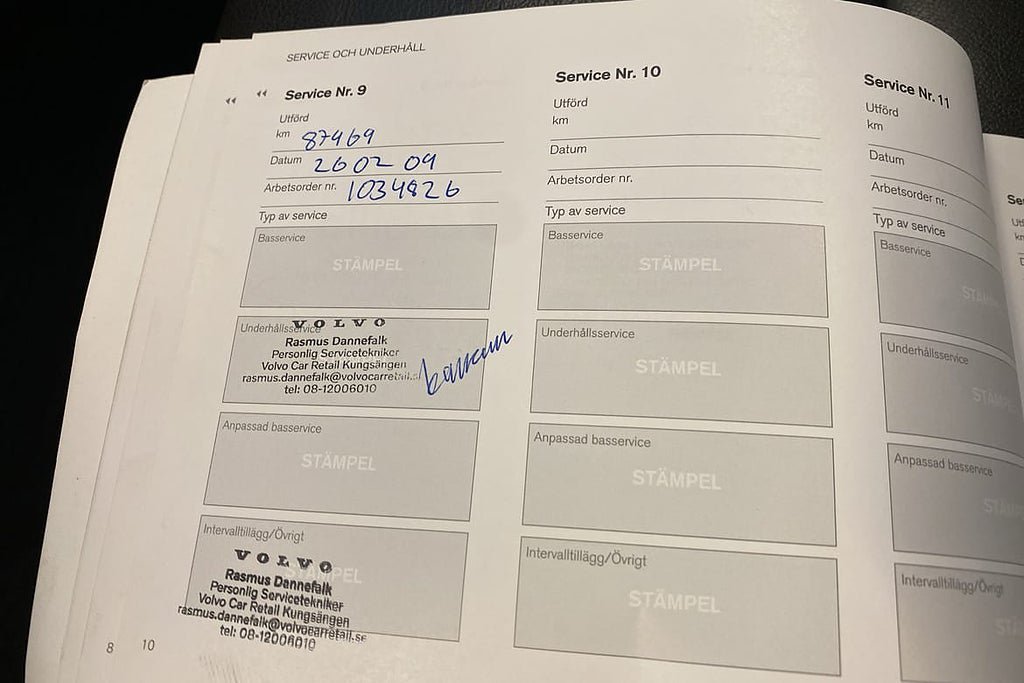 SERVICE OCH UNDERHÅLL
Service Nr. 9
Utförd
km 87469
Datum 26 02 09
Arbetsorder nr. 1034826
Typ av service
Basservice
STÄMPEL
Underhållsservice
VOLVO
Rasmus Dannefalk
Personlig Servicetekniker
Volvo Car Retail Kungsängen
rasmus.dannefalk@volvocarretail.se
tel: 08-12006010
Anpassad basservice
STÄMPEL
Intervalltillägg/Övrigt
STÄMPEL
VOLVO
Rasmus Dannefalk
Personlig Servicetekniker
Volvo Car Retail Kungsängen
rasmus.dannefalk@volvocarretail.se
tel: 08-12006010
8
10
Service Nr. 10
Utförd
km
Datum
Arbetsorder nr.
Typ av service
Basservice
STÄMPEL
Underhållsservice
STÄMPEL
Anpassad basservice
STÄMPEL
Intervalltillägg/Övrigt
STÄMPEL
Service Nr. 11
Utförd
km
Datum
Arbetsorder nr.
Typ av service
Basservice
Underhållsservice
Anpassad basservice
Intervalltillägg/Övrigt